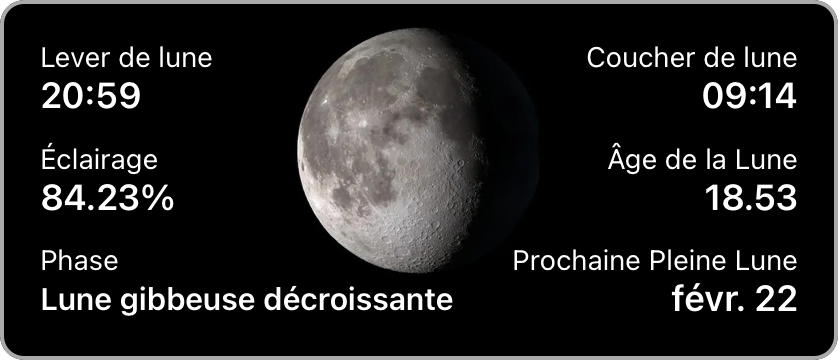 Lever de lune
20:59
Coucher de lune
09:14
Éclairage
84.23%
Âge de la Lune
18.53
Phase
Lune gibbeuse décroissante
Prochaine Pleine Lune
févr. 22